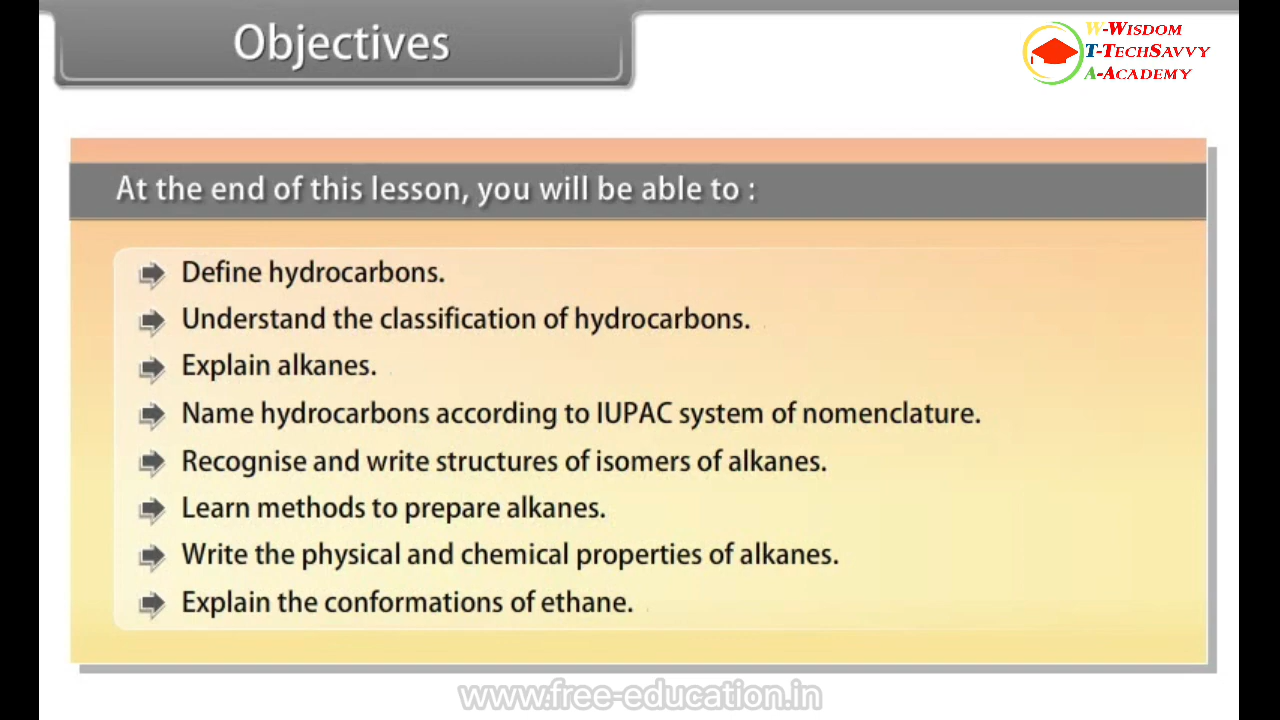 Objectives
W-Wisdom
T-TechSavvy
A-Academy
At the end of this lesson, you will be able to :
Define hydrocarbons.
Understand the classification of hydrocarbons.
Explain alkanes.
Name hydrocarbons according to IUPAC system of nomenclature.
Recognise and write structures of isomers of alkanes.
Learn methods to prepare alkanes.
Write the physical and chemical properties of alkanes.
Explain the conformations of ethane.
www.free-education.in